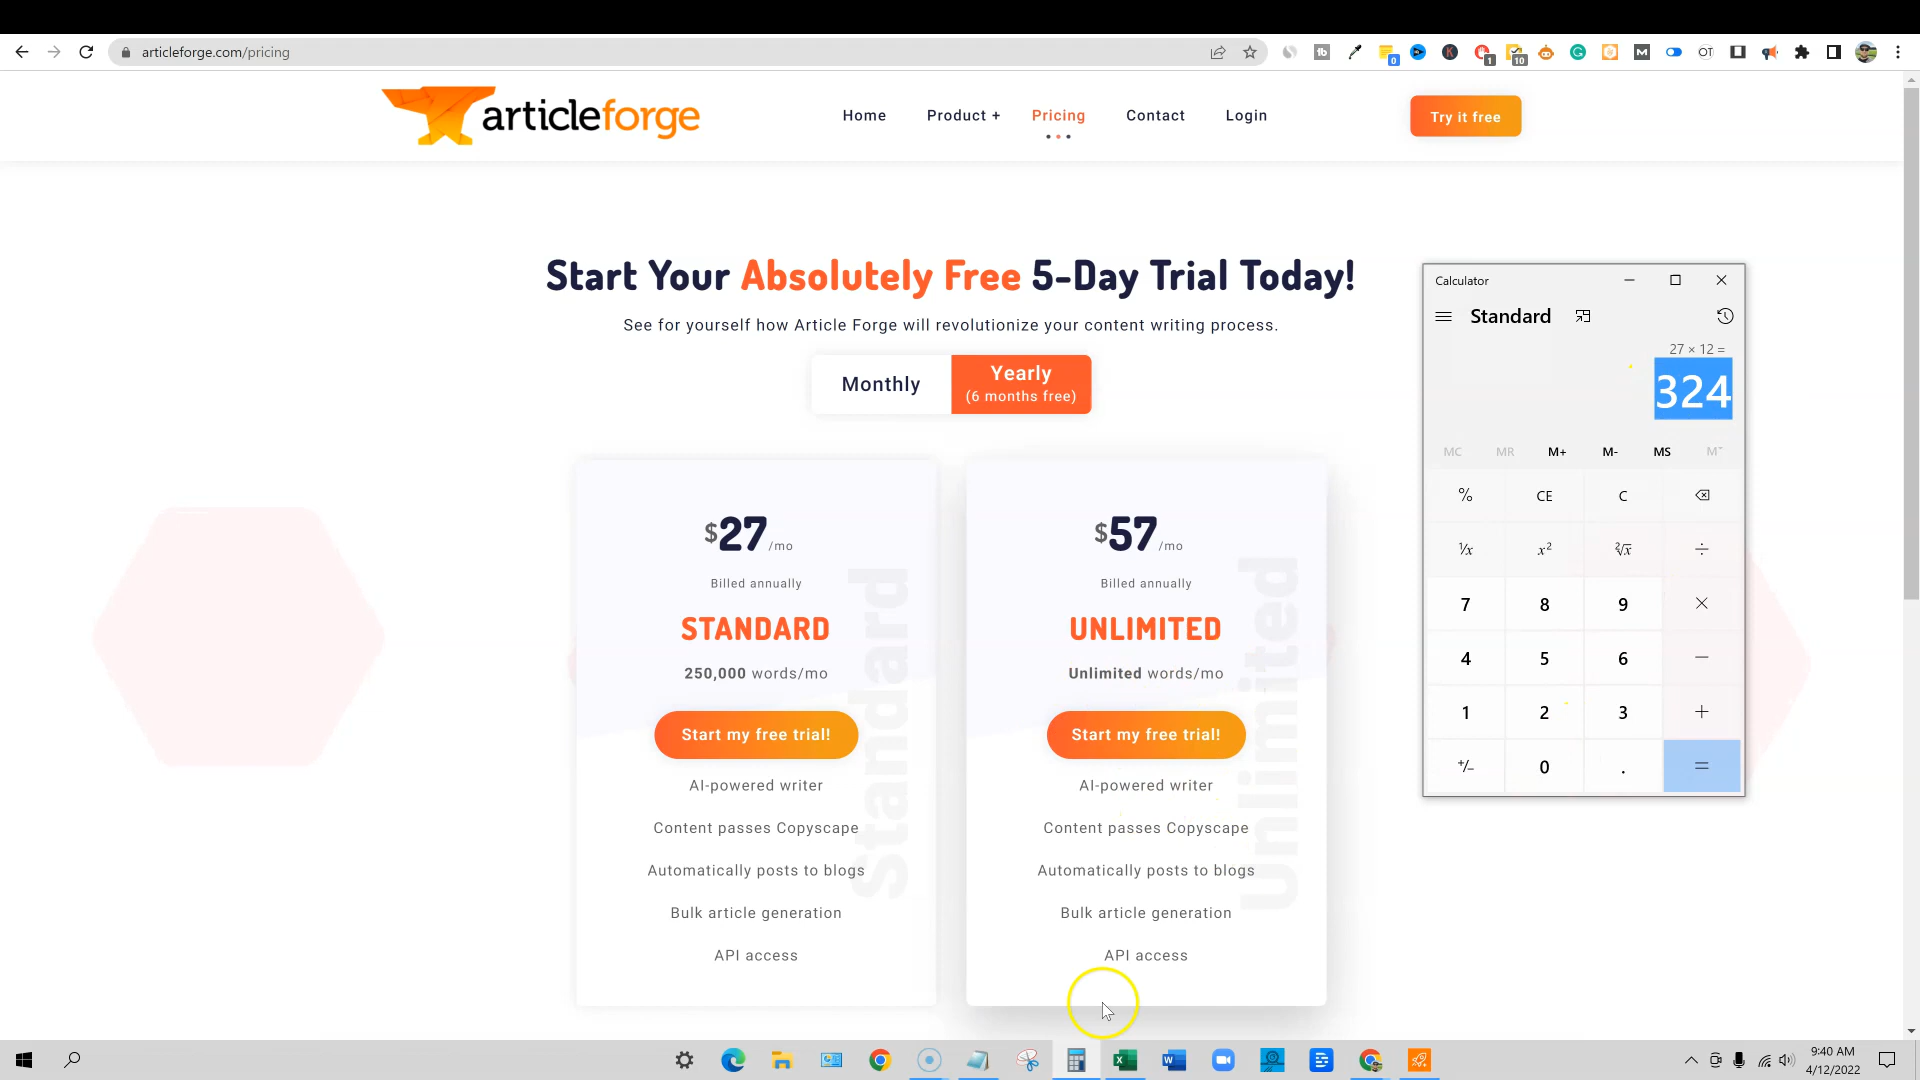 articleforge.com/pricing
0
1
10
articleforge
Home
Product +
Pricing
Contact
Login
Try it free
Start Your Absolutely Free 5-Day Trial Today!
See for yourself how Article Forge will revolutionize your content writing process.
Monthly
Yearly
(6 months free)
$27/mo
Billed annually
STANDARD
250,000 words/mo
Start my free trial!
AI-powered writer
Content passes Copyscape
Automatically posts to blogs
Bulk article generation
API access
Standard
$57/mo
Billed annually
UNLIMITED
Unlimited words/mo
Start my free trial!
AI-powered writer
Content passes Copyscape
Automatically posts to blogs
Bulk article generation
API access
Unlimited
Calculator
Standard
27 × 12 =
324
MC MR M+ M- MS M˅
% CE C
¹/x x² ²√x ÷
7 8 9 ×
4 5 6 −
1 2 3 +
+/− 0 . =
9:40 AM
4/12/2022